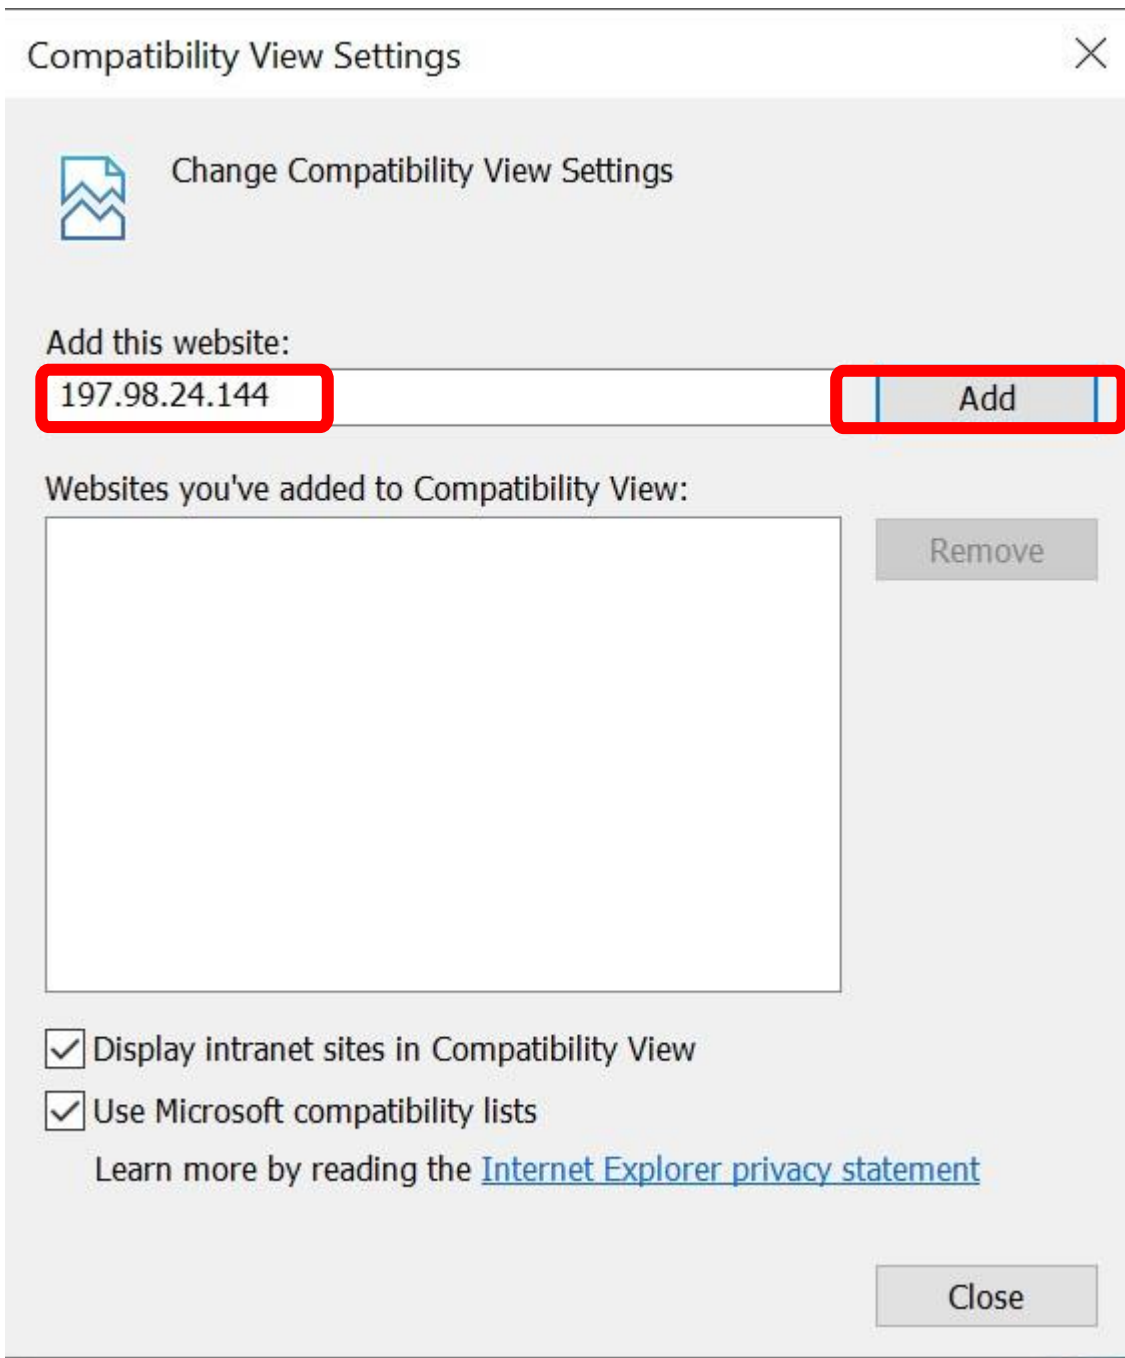 Compatibility View Settings
Change Compatibility View Settings
Add this website:
197.98.24.144
Add
Websites you've added to Compatibility View:
Remove
Display intranet sites in Compatibility View
Use Microsoft compatibility lists
Learn more by reading the Internet Explorer privacy statement
Close